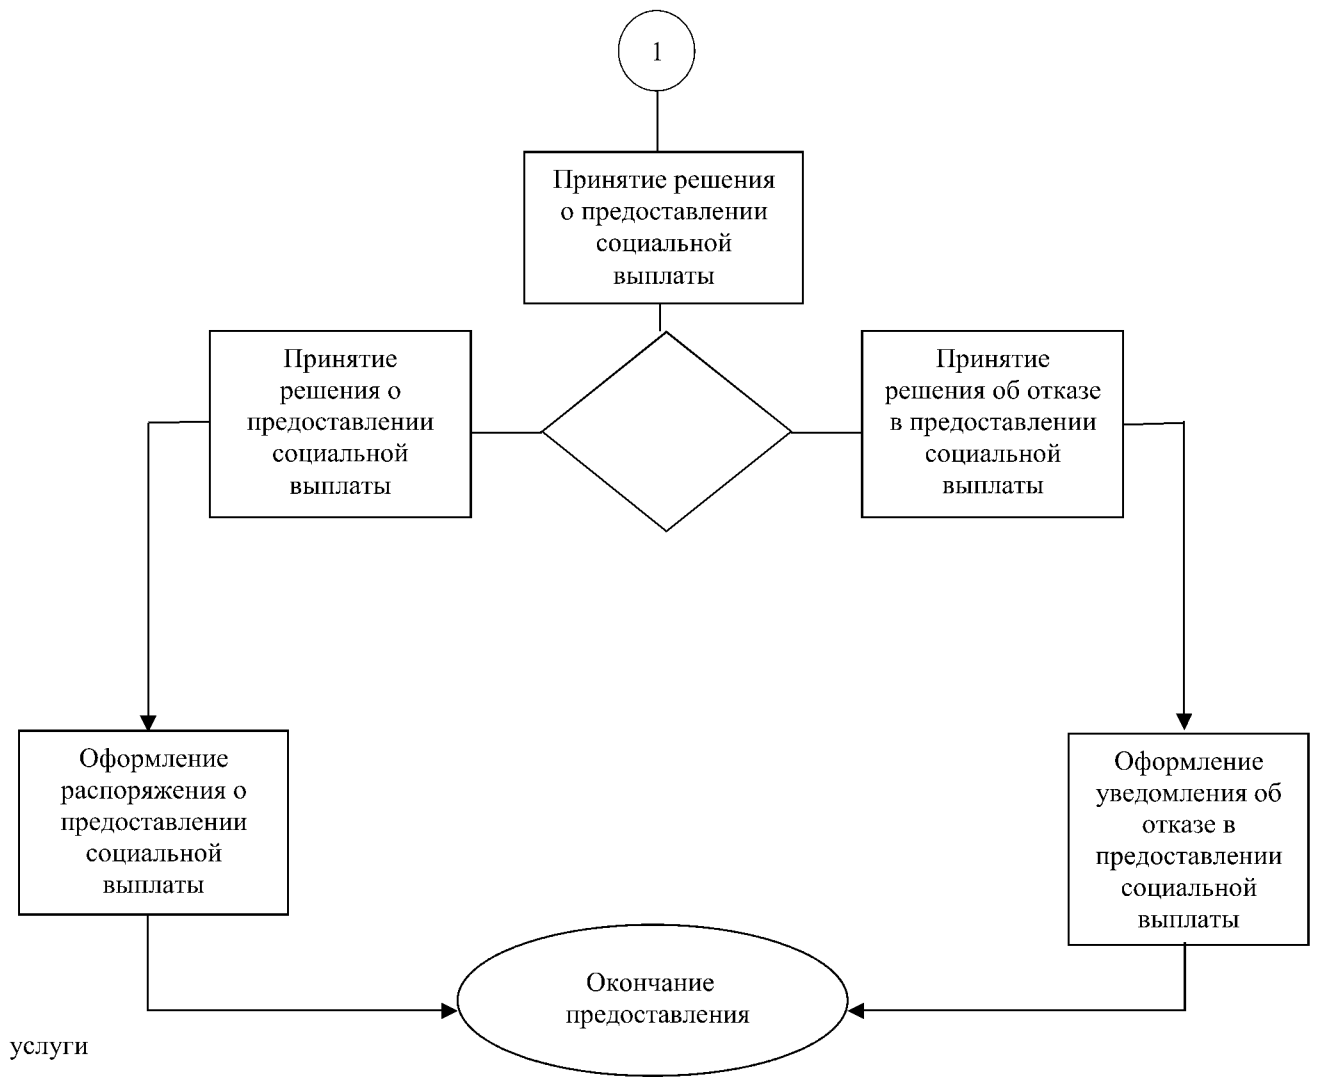 1
Принятие решения
о предоставлении
социальной
выплаты
Принятие
решения о
предоставлении
социальной
выплаты
Принятие
решения об отказе
в предоставлении
социальной
выплаты
Оформление
распоряжения о
предоставлении
социальной
выплаты
Оформление
уведомления об
отказе в
предоставлении
социальной
выплаты
Окончание
предоставления
услуги